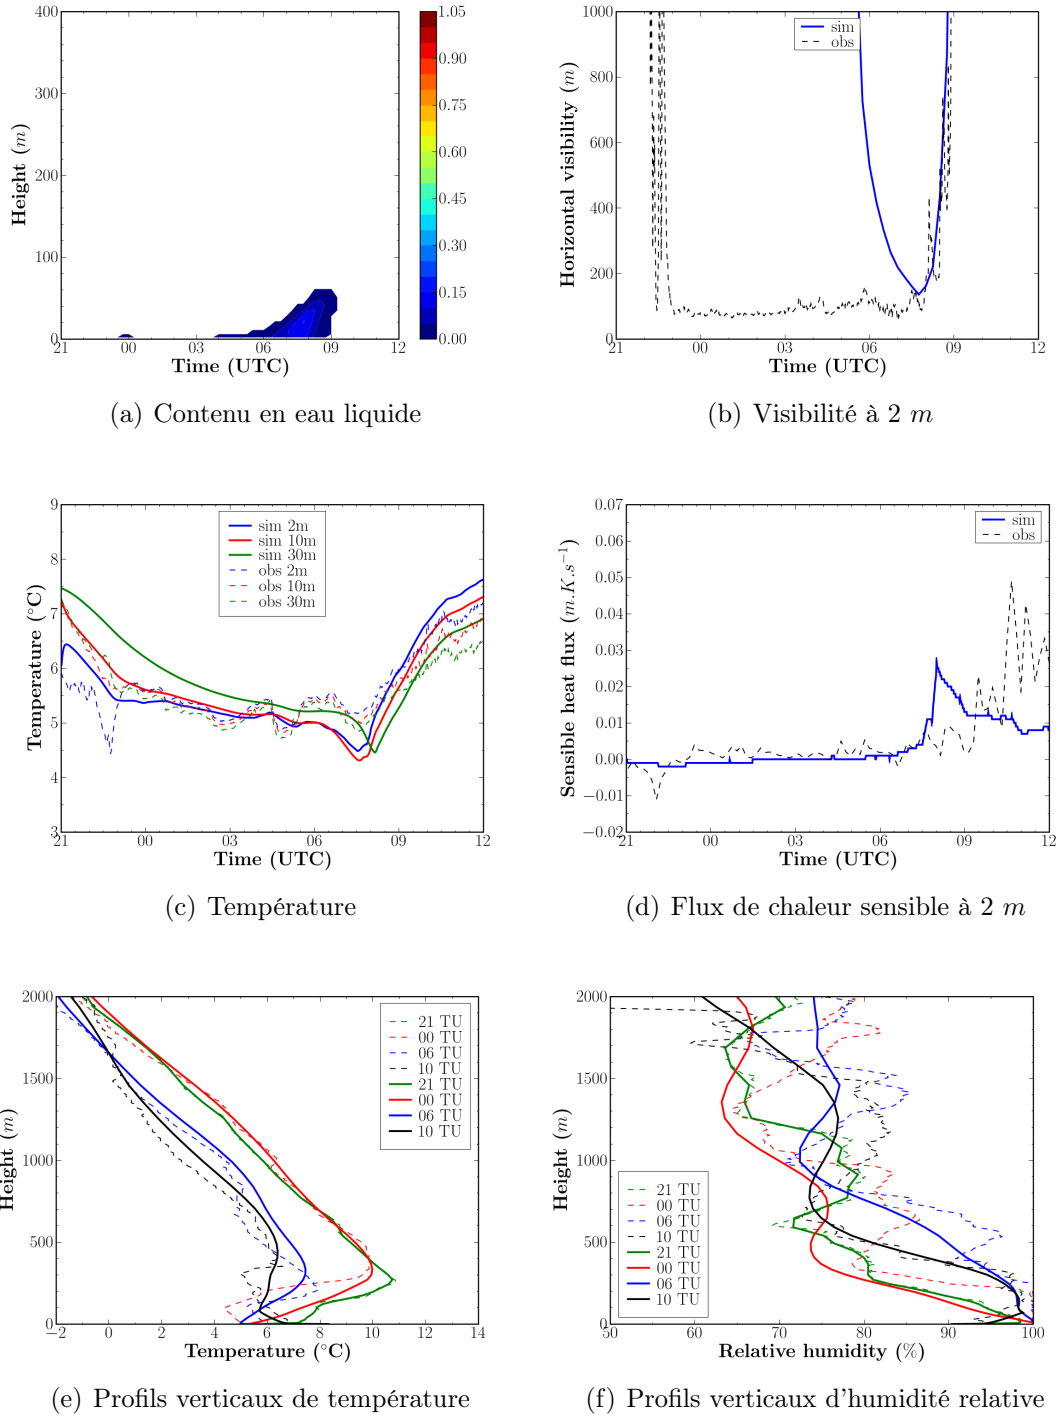 400
300
200
100
0
Height (m)
21 00 03 06 09 12
Time (UTC)
1.05
0.90
0.75
0.60
0.45
0.30
0.15
0.00
(a) Contenu en eau liquide
1000
800
600
400
200
0
Horizontal visibility (m)
sim
obs
21 00 03 06 09 12
Time (UTC)
(b) Visibilité à 2 m
9
8
7
6
5
4
3
Temperature (°C)
sim 2m
sim 10m
sim 30m
obs 2m
obs 10m
obs 30m
21 00 03 06 09 12
Time (UTC)
(c) Température
0.07
0.06
0.05
0.04
0.03
0.02
0.01
0.00
−0.01
−0.02
Sensible heat flux (m.K.s⁻¹)
sim
obs
21 00 03 06 09 12
Time (UTC)
(d) Flux de chaleur sensible à 2 m
2000
1500
1000
500
0
Height (m)
21 TU
00 TU
06 TU
10 TU
21 TU
00 TU
06 TU
10 TU
−2 0 2 4 6 8 10 12 14
Temperature (°C)
(e) Profils verticaux de température
2000
1500
1000
500
0
Height (m)
21 TU
00 TU
06 TU
10 TU
21 TU
00 TU
06 TU
10 TU
50 60 70 80 90 100
Relative humidity (%)
(f) Profils verticaux d'humidité relative